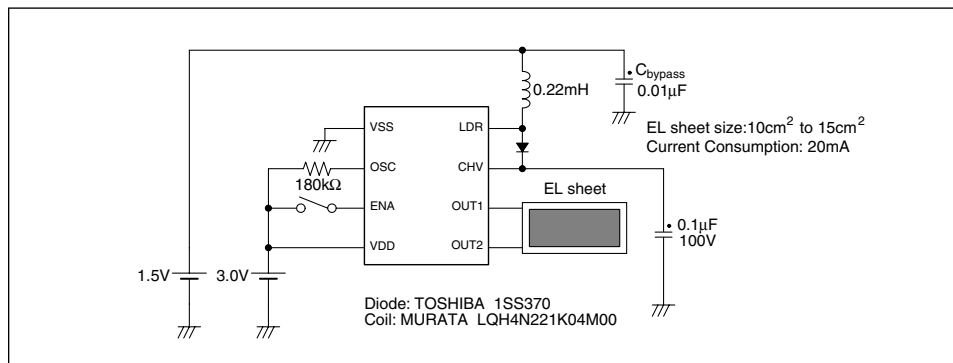 C_bypass
0.22mH
0.01µF
VSS
LDR
EL sheet size:10cm² to 15cm²
Current Consumption: 20mA
OSC
CHV
180kΩ
EL sheet
ENA
OUT1
0.1µF
100V
VDD
OUT2
1.5V
3.0V
Diode: TOSHIBA 1SS370
Coil: MURATA LQH4N221K04M00